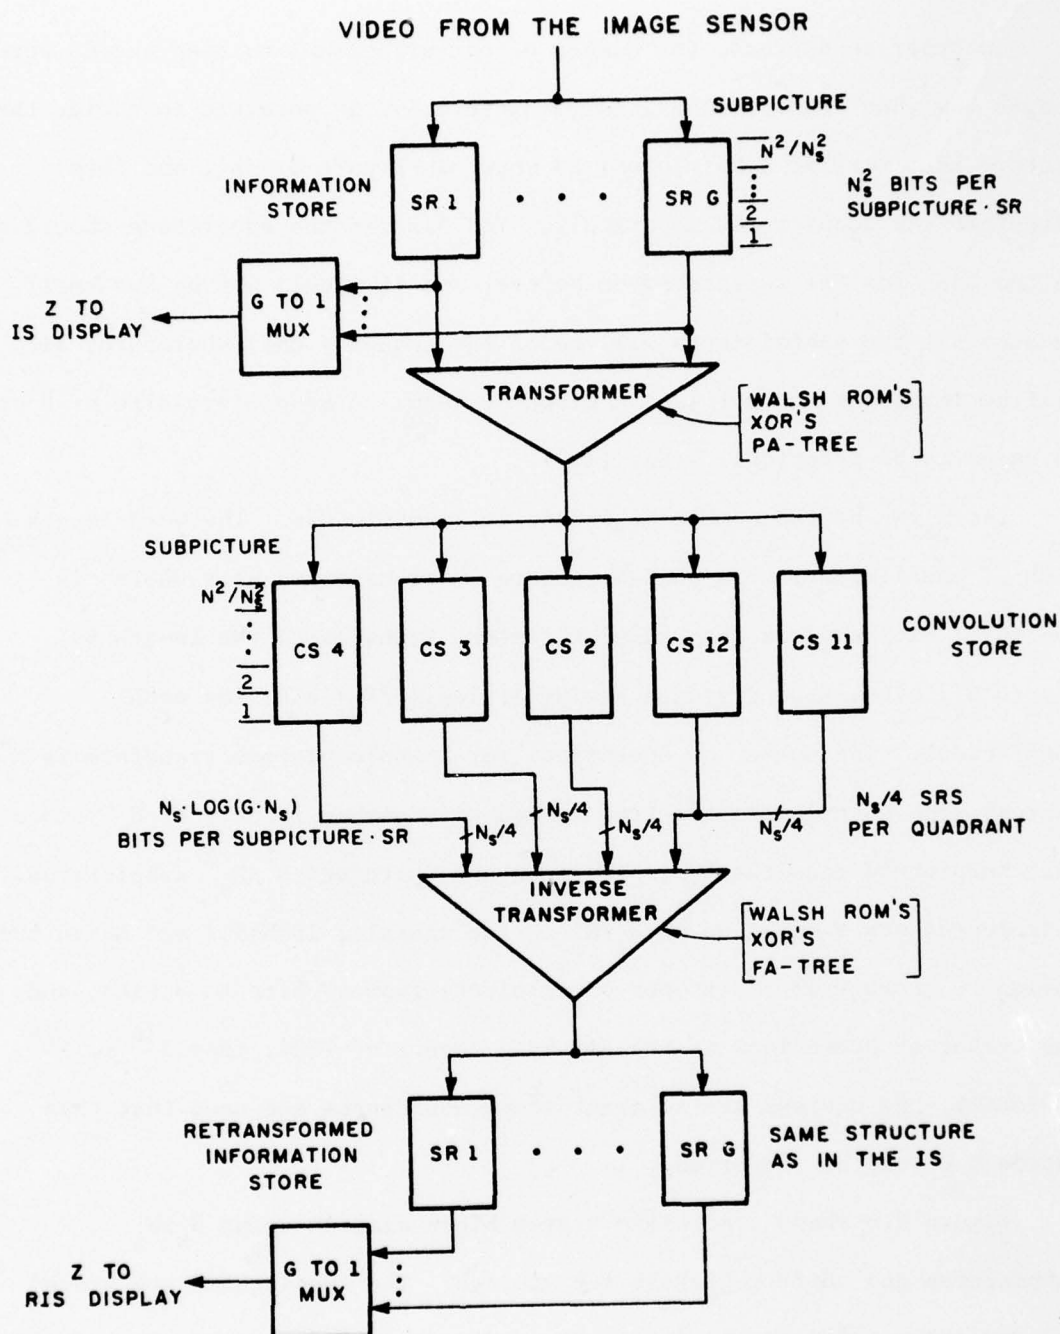 VIDEO FROM THE IMAGE SENSOR
SUBPICTURE
INFORMATION
STORE
SR 1
• • •
SR G
N²/Nₛ²
⋮
2
1
Nₛ² BITS PER
SUBPICTURE · SR
Z TO
IS DISPLAY
G TO 1
MUX
TRANSFORMER
WALSH ROM'S
XOR'S
PA-TREE
SUBPICTURE
N²/Nₛ²
⋮
2
1
CS 4
CS 3
CS 2
CS 12
CS 11
CONVOLUTION
STORE
Nₛ · LOG(G · Nₛ)
BITS PER SUBPICTURE · SR
Nₛ/4
Nₛ/4
Nₛ/4
Nₛ/4
Nₛ/4 SRS
PER QUADRANT
INVERSE
TRANSFORMER
WALSH ROM'S
XOR'S
FA-TREE
RETRANSFORMED
INFORMATION
STORE
SR 1
• • •
SR G
SAME STRUCTURE
AS IN THE IS
Z TO
RIS DISPLAY
G TO 1
MUX